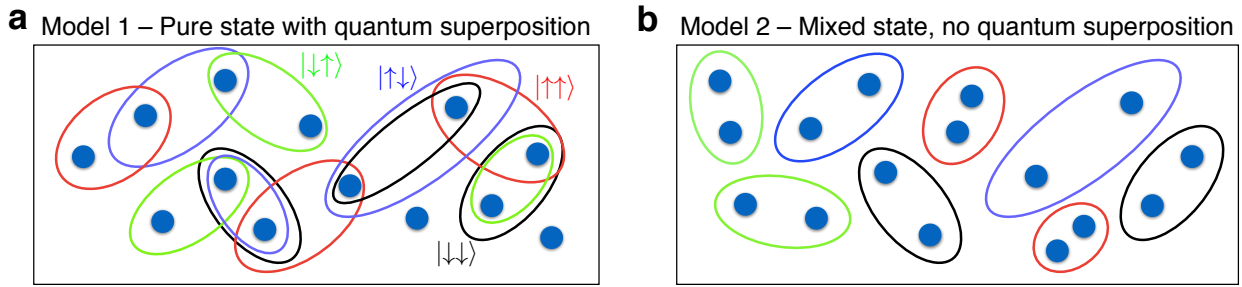 a Model 1 – Pure state with quantum superposition
|↓↑⟩
|↑↓⟩
|↑↑⟩
|↓↓⟩
b Model 2 – Mixed state, no quantum superposition